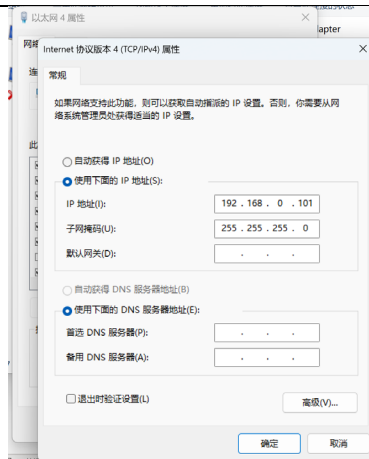 以太网 4 属性
apter
Internet 协议版本 4 (TCP/IPv4) 属性
常规
如果网络支持此功能，则可以获取自动指派的 IP 设置。否则，你需要从网
络系统管理员处获得适当的 IP 设置。
自动获得 IP 地址(O)
使用下面的 IP 地址(S):
IP 地址(I):
192 . 168 . 0 . 101
子网掩码(U):
255 . 255 . 255 . 0
默认网关(D):
. . .
自动获得 DNS 服务器地址(B)
使用下面的 DNS 服务器地址(E):
首选 DNS 服务器(P):
. . .
备用 DNS 服务器(A):
. . .
退出时验证设置(L)
高级(V)...
确定
取消